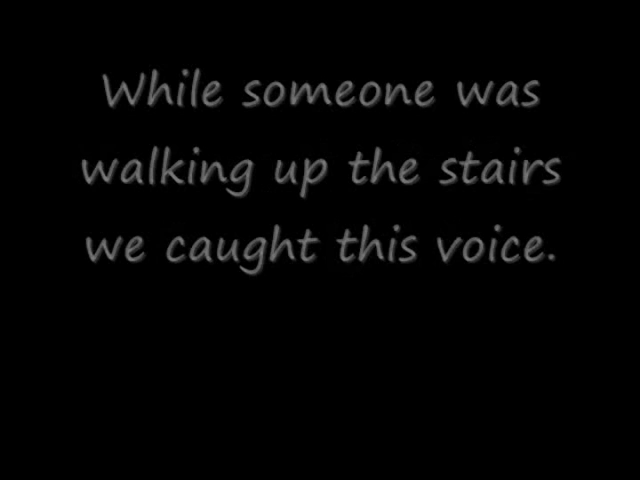 While someone was
walking up the stairs
we caught this voice.